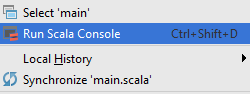 Select 'main'
Run Scala Console Ctrl+Shift+D
Local History
Synchronize 'main.scala'